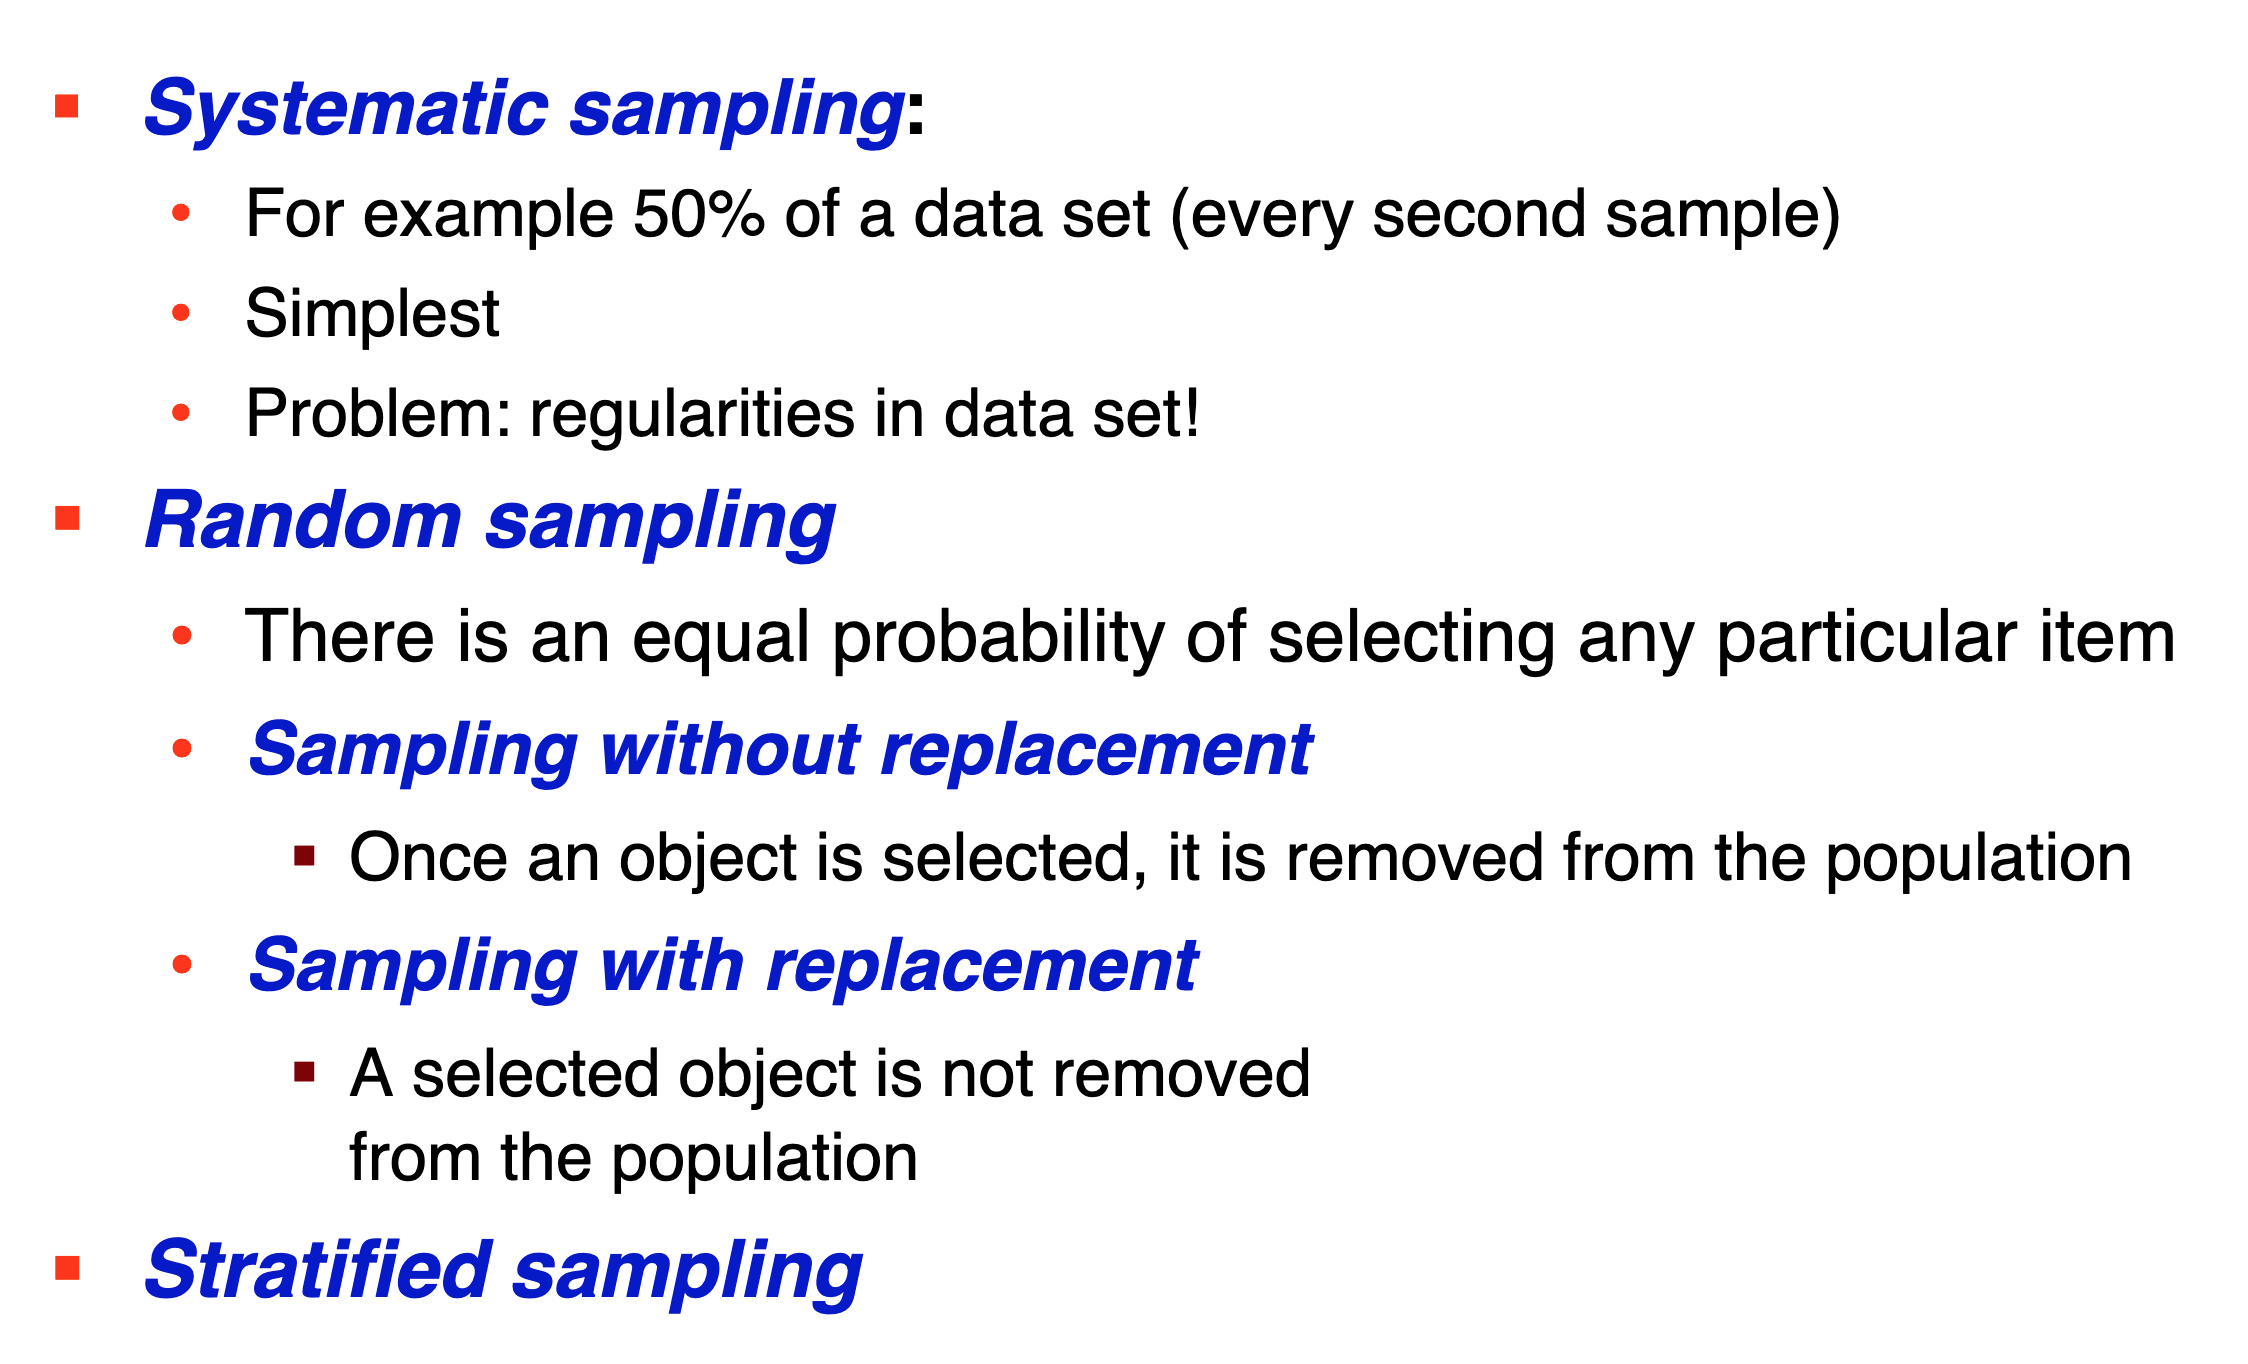 Systematic sampling:
For example 50% of a data set (every second sample)
Simplest
Problem: regularities in data set!
Random sampling
There is an equal probability of selecting any particular item
Sampling without replacement
Once an object is selected, it is removed from the population
Sampling with replacement
A selected object is not removed
from the population
Stratified sampling